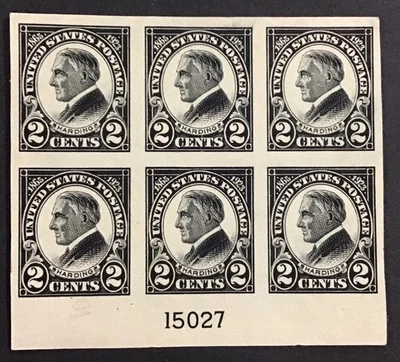 1865 1923 1865 1923 1865 1923
UNITED STATES POSTAGE UNITED STATES POSTAGE UNITED STATES POSTAGE
HARDING HARDING HARDING
2 CENTS 2 2 CENTS 2 2 CENTS 2
1865 1923 1865 1923 1865 1923
UNITED STATES POSTAGE UNITED STATES POSTAGE UNITED STATES POSTAGE
HARDING HARDING HARDING
2 CENTS 2 2 CENTS 2 2 CENTS 2
15027